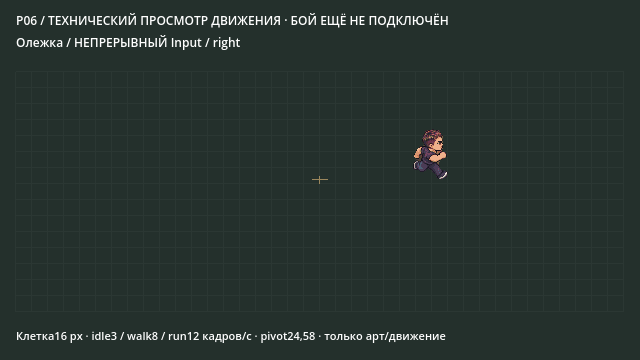 P06 / ТЕХНИЧЕСКИЙ ПРОСМОТР ДВИЖЕНИЯ · БОЙ ЕЩЁ НЕ ПОДКЛЮЧЁН
Олежка / НЕПРЕРЫВНЫЙ Input / right
Клетка16 px · idle3 / walk8 / run12 кадров/с · pivot24,58 · только арт/движение